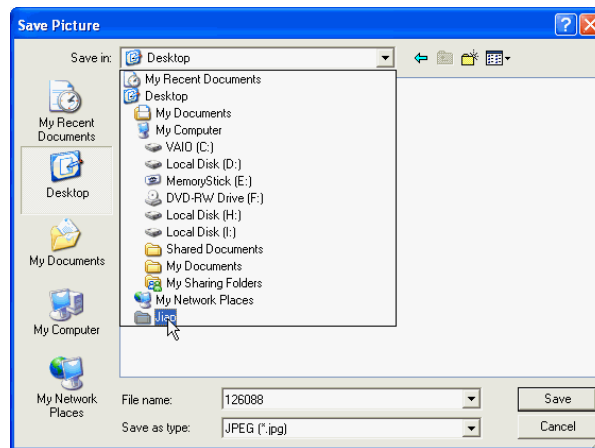 Save Picture
Save in:
Desktop
My Recent Documents
Desktop
My Documents
My Computer
VAIO (C:)
Local Disk (D:)
MemoryStick (E:)
DVD-RW Drive (F:)
Local Disk (H:)
Local Disk (I:)
Shared Documents
My Documents
My Sharing Folders
My Network Places
My Recent
Documents
Desktop
My Documents
My Computer
My Network
Places
File name:
126088
Save
Save as type:
JPEG (*.jpg)
Cancel